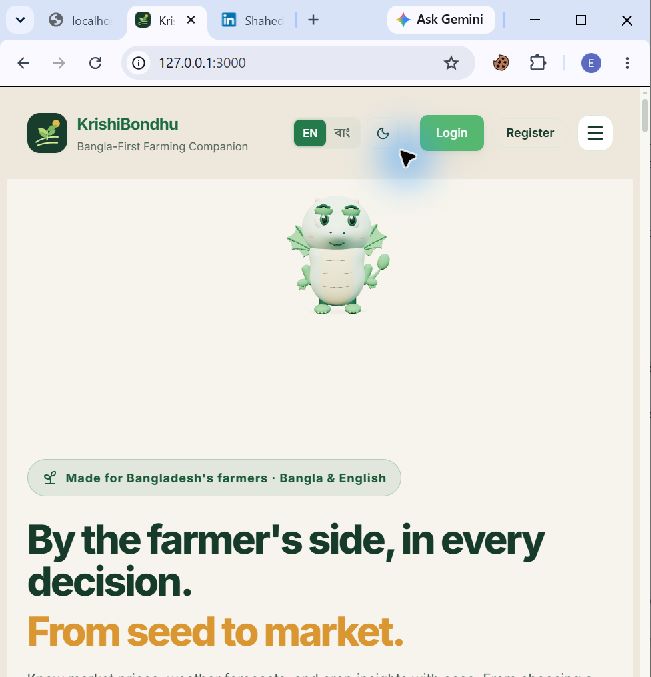 localho
Kri
Shahed
Ask Gemini
127.0.0.1:3000
E
KrishiBondhu
Bangla-First Farming Companion
EN বাং
Login
Register
Made for Bangladesh's farmers · Bangla & English
By the farmer's side, in every
decision.
From seed to market.